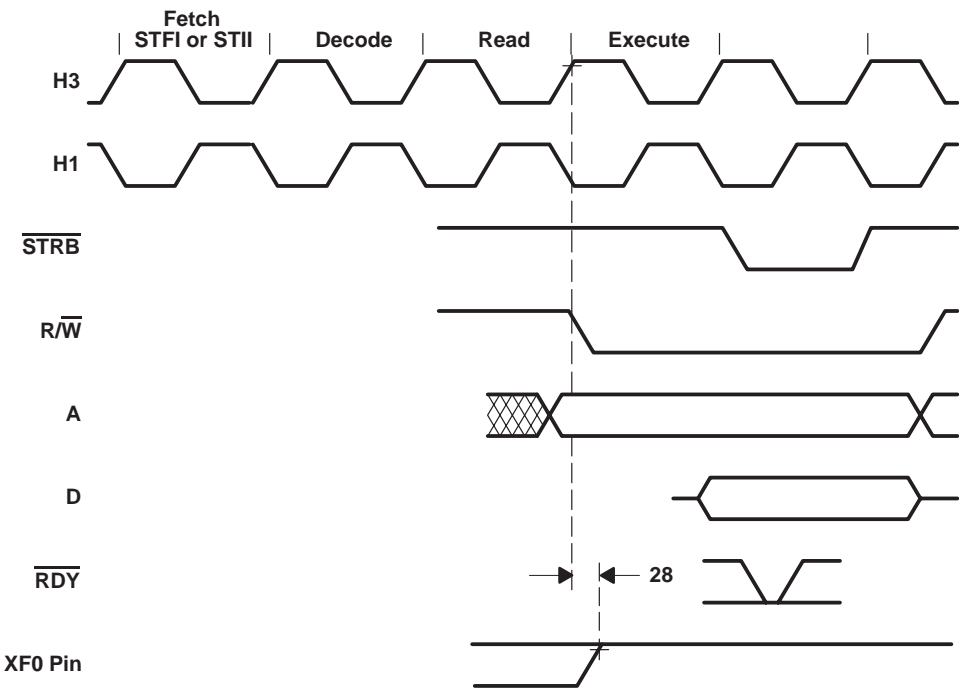 Fetch
STFI or STII Decode Read Execute
H3
H1
STRB
R/W
A
D
RDY
28
XF0 Pin